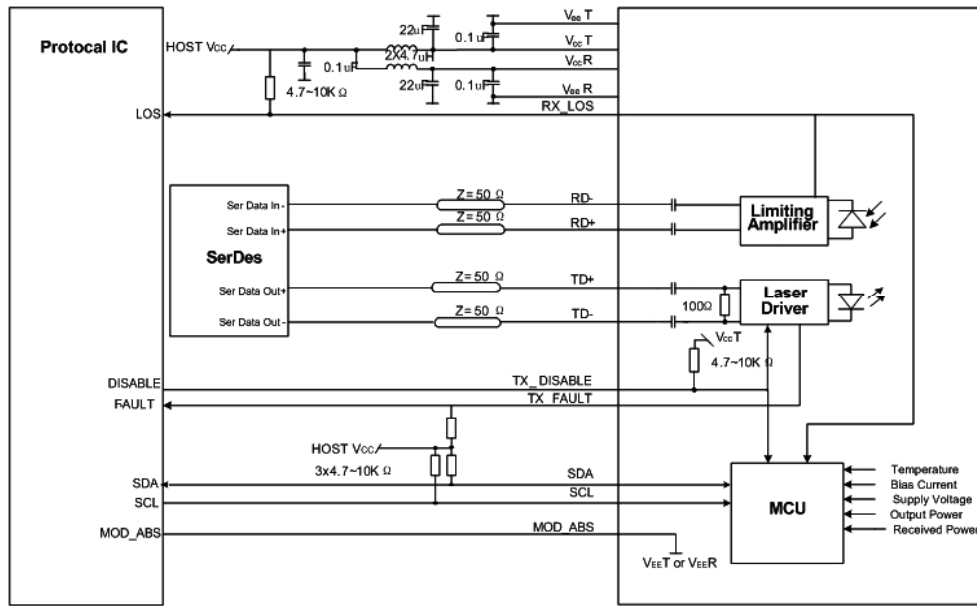 VeeT
22uF
0.1uF
Protocal IC
HOST Vcc
VccT
2X4.7uH
0.1uF
VccR
22uF
0.1uF
4.7~10K Ω
VeeR
RX_LOS
LOS
Z= 50 Ω
RD-
Ser Data In-
Limiting
Amplifier
Z= 50 Ω
RD+
Ser Data In+
SerDes
Z= 50 Ω
TD+
Ser Data Out+
Laser
Driver
100Ω
Z= 50 Ω
TD-
Ser Data Out-
VccT
4.7~10K Ω
DISABLE
TX_DISABLE
FAULT
TX_FAULT
HOST Vcc
3x4.7~10K Ω
SDA
SDA
SCL
SCL
MCU
Temperature
Bias Current
Supply Voltage
Output Power
Received Power
MOD_ABS
MOD_ABS
VEET or VEER